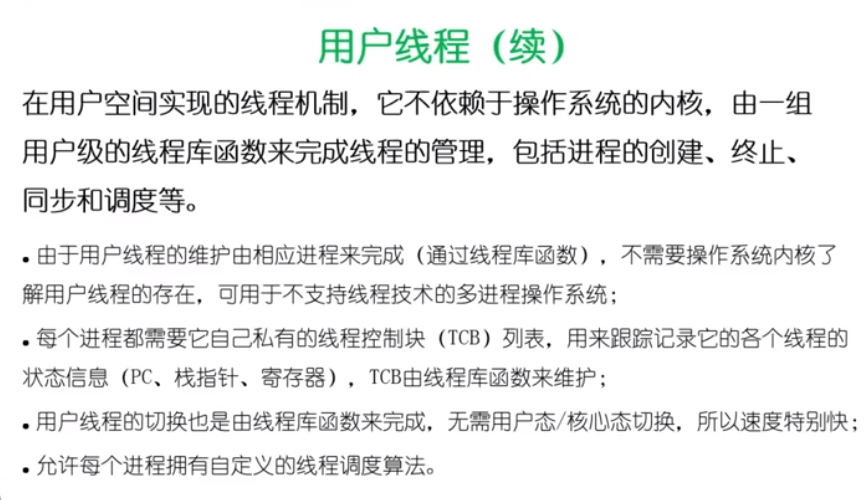 用户线程（续）
在用户空间实现的线程机制，它不依赖于操作系统的内核，由一组
用户级的线程库函数来完成线程的管理，包括进程的创建、终止、
同步和调度等。
• 由于用户线程的维护由相应进程来完成（通过线程库函数），不需要操作系统内核了
解用户线程的存在，可用于不支持线程技术的多进程操作系统；
• 每个进程都需要它自己私有的线程控制块（TCB）列表，用来跟踪记录它的各个线程的
状态信息（PC、栈指针、寄存器），TCB由线程库函数来维护；
• 用户线程的切换也是由线程库函数来完成，无需用户态/核心态切换，所以速度特别快；
• 允许每个进程拥有自定义的线程调度算法。